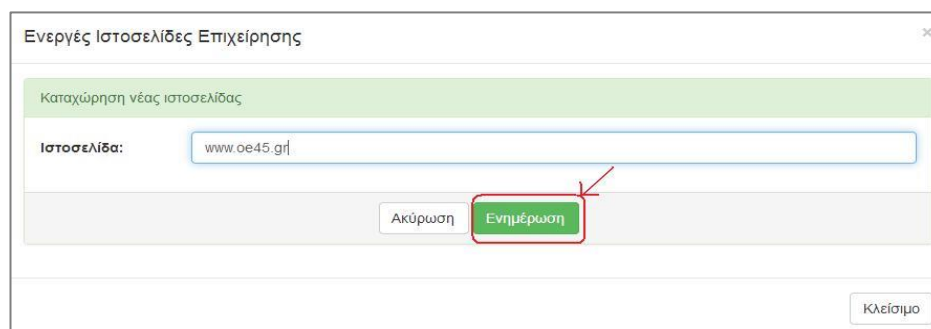 Ενεργές Ιστοσελίδες Επιχείρησης ×
Καταχώρηση νέας ιστοσελίδας
Ιστοσελίδα: www.oe45.gr
Ακύρωση Ενημέρωση
Κλείσιμο